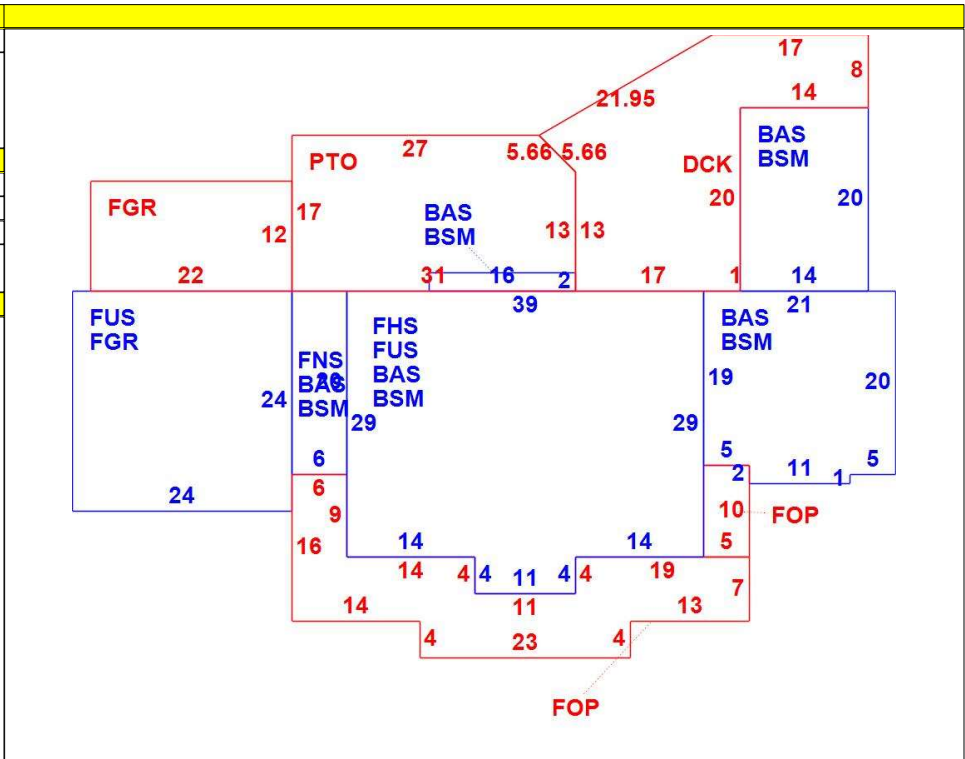 17
8
21.95
14
27
5.66 5.66
BAS
BSM
PTO
DCK
FGR
17
20
20
BAS
BSM
12
13 13
22
31 16 2
17
1
14
39
21
FUS
FGR
FHS
FUS
BAS
BSM
BAS
BSM
FNS
BAS
BSM
19
20
24
29
29
6
5
2
11
1
5
24
6
9
10
FOP
16
14
14
5
14
4 4
11
4 4
19
7
14
11
13
4
23
4
FOP